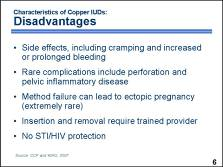 Characteristics of Copper IUDs:
Disadvantages
• Side effects, including cramping and increased
or prolonged bleeding
• Rare complications include perforation and
pelvic inflammatory disease
• Method failure can lead to ectopic pregnancy
(extremely rare)
• Insertion and removal require trained provider
• No STI/HIV protection
Source: CCP and WHO, 2007
6